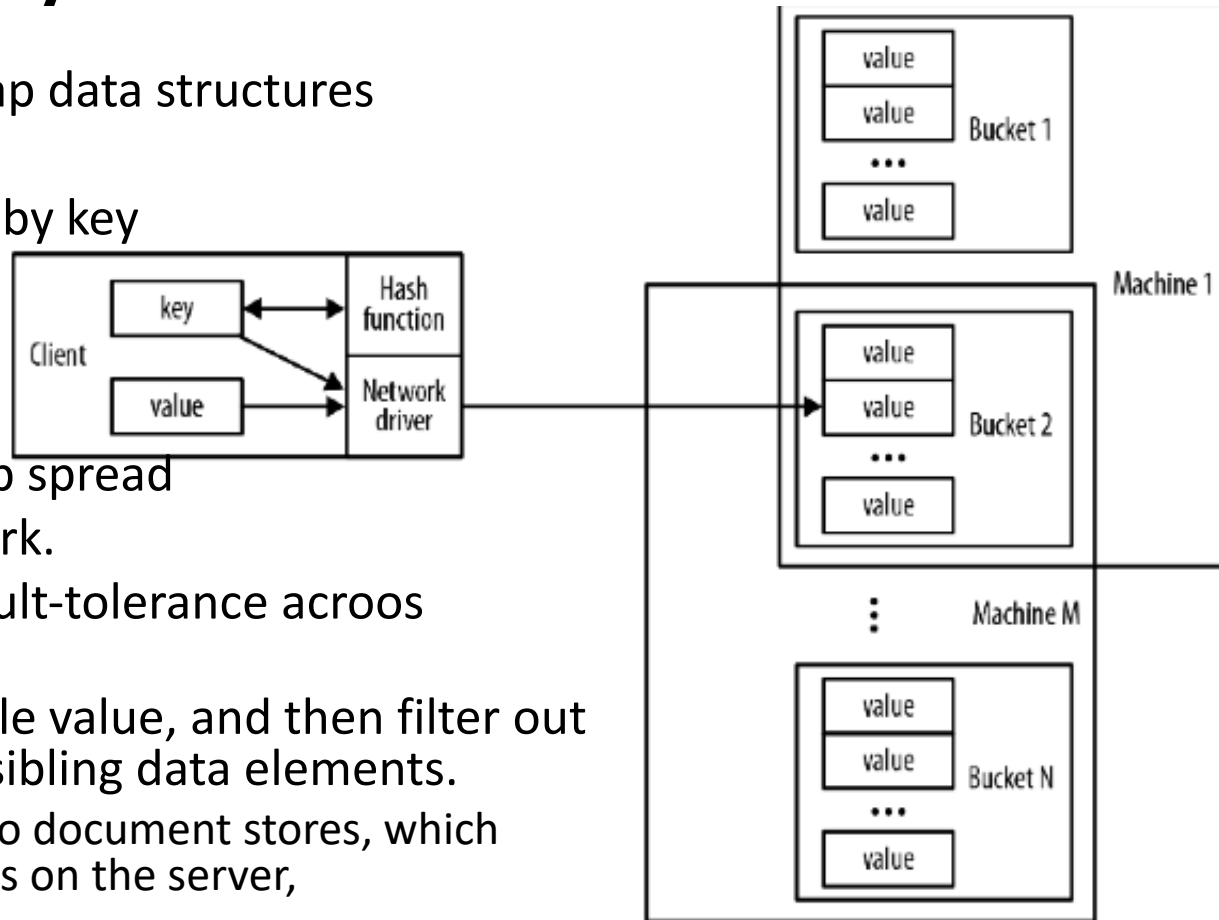 ap data structures
by key
Client
key
value
Hash
function
Network
driver
spread
rk.
ult-tolerance acroos
le value, and then filter out
sibling data elements.
o document stores, which
s on the server,
value
value
•••
value
Bucket 1
Machine 1
value
value
•••
value
Bucket 2
Machine M
value
value
•••
value
Bucket N